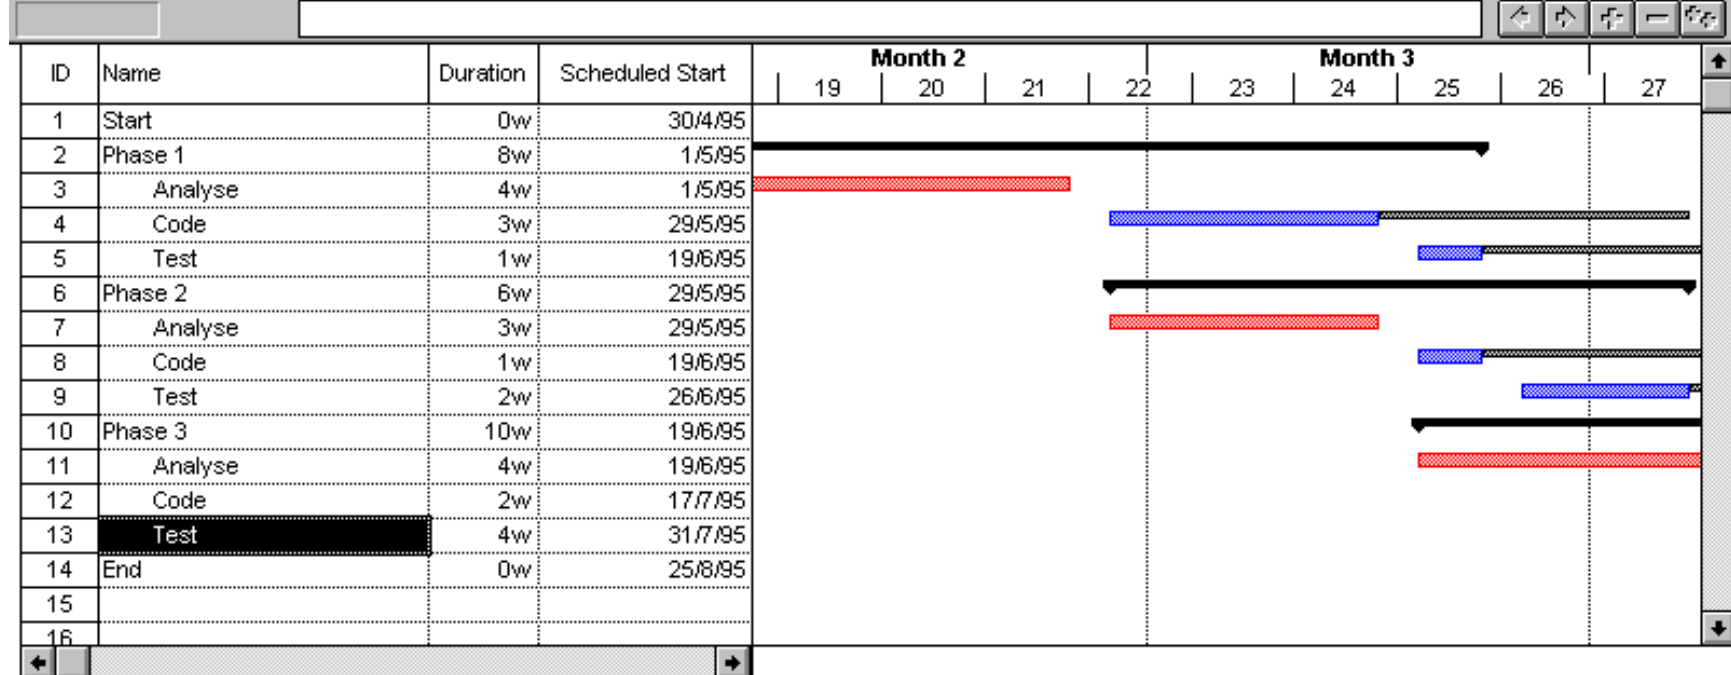 Month 2 Month 3
ID Name Duration Scheduled Start
19 20 21 22 23 24 25 26 27
1 Start 0w 30/4/95
2 Phase 1 8w 1/5/95
3 Analyse 4w 1/5/95
4 Code 3w 29/5/95
5 Test 1w 19/6/95
6 Phase 2 6w 29/5/95
7 Analyse 3w 29/5/95
8 Code 1w 19/6/95
9 Test 2w 26/6/95
10 Phase 3 10w 19/6/95
11 Analyse 4w 19/6/95
12 Code 2w 17/7/95
13 Test 4w 31/7/95
14 End 0w 25/8/95
15
16